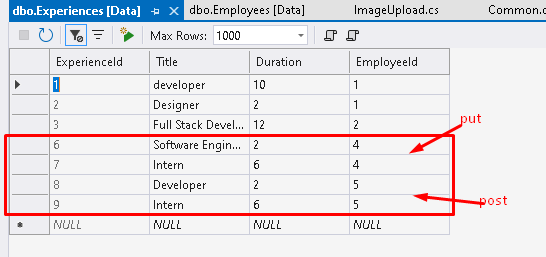 dbo.Experiences [Data] dbo.Employees [Data] ImageUpload.cs Common.c
Max Rows: 1000
ExperienceId Title Duration EmployeeId
1 developer 10 1
2 Designer 2 1
3 Full Stack Devel... 12 2
6 Software Engin... 2 4
put
7 Intern 6 4
8 Developer 2 5
post
9 Intern 6 5
NULL NULL NULL NULL